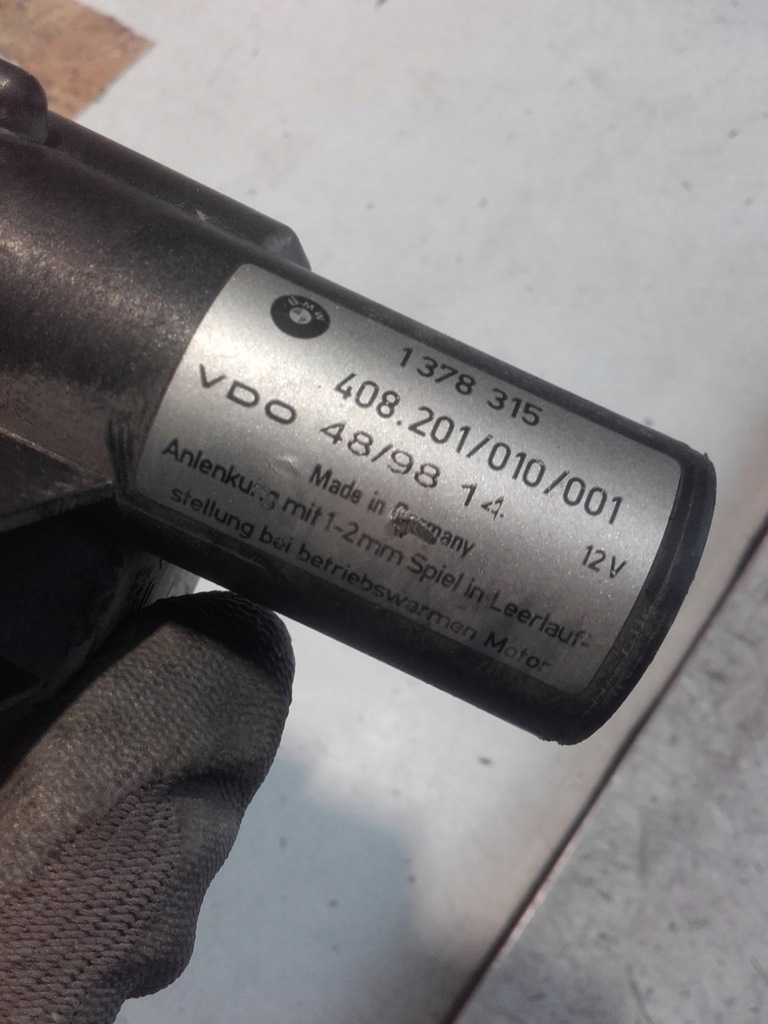 BMW
1 378 315
408.201/010/001
VDO 48/98 14
Made in Germany 12V
Anlenkung mit 1-2mm Spiel in Leerlauf-
stellung bei betriebswarmen Motor